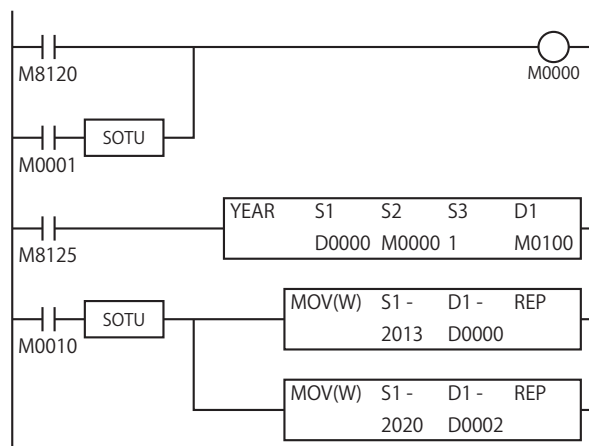 M8120
M0000
SOTU
M0001
YEAR S1 S2 S3 D1
D0000 M0000 1 M0100
M8125
MOV(W) S1 - D1 - REP
2013 D0000
SOTU
M0010
MOV(W) S1 - D1 - REP
2020 D0002